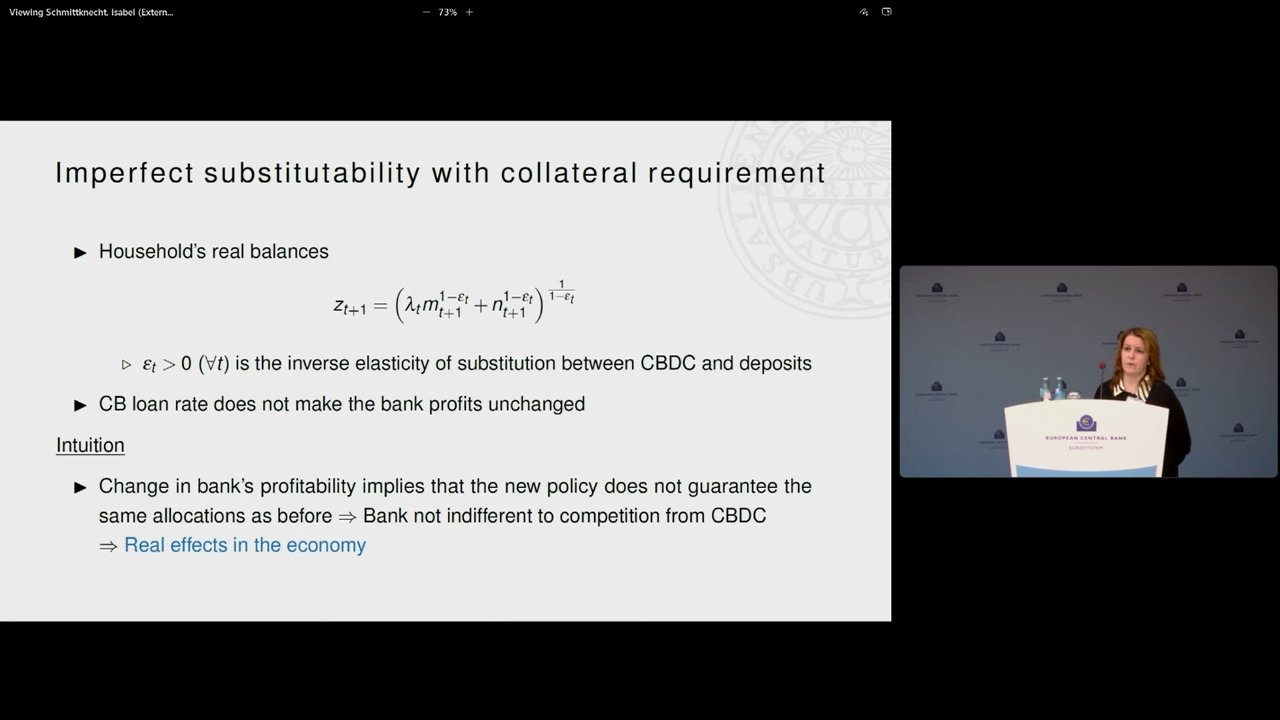 Viewing Schmittknecht, Isabel (Extern...
− 73% +
Imperfect substitutability with collateral requirement
▶ Household's real balances
z_{t+1} = (λ_t m_{t+1}^{1−ε_t} + n_{t+1}^{1−ε_t})^{\frac{1}{1−ε_t}}
▷ ε_t > 0 (∀t) is the inverse elasticity of substitution between CBDC and deposits
▶ CB loan rate does not make the bank profits unchanged
Intuition
▶ Change in bank's profitability implies that the new policy does not guarantee the
same allocations as before ⇒ Bank not indifferent to competition from CBDC
⇒ Real effects in the economy
EUROPEAN CENTRAL BANK
EUROSYSTEM